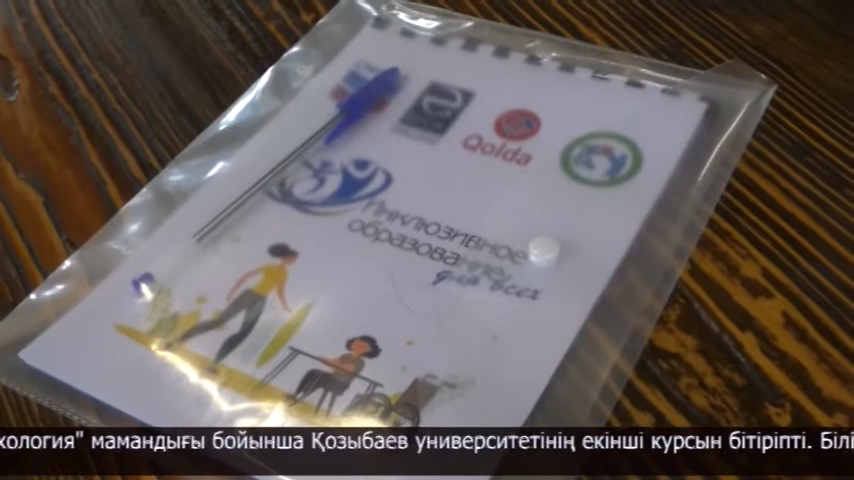 Qolda
Инклюзивное
образование
для всех
хология" мамандығы бойынша Қозыбаев университетінің екінші курсын бітіріпті. Білі